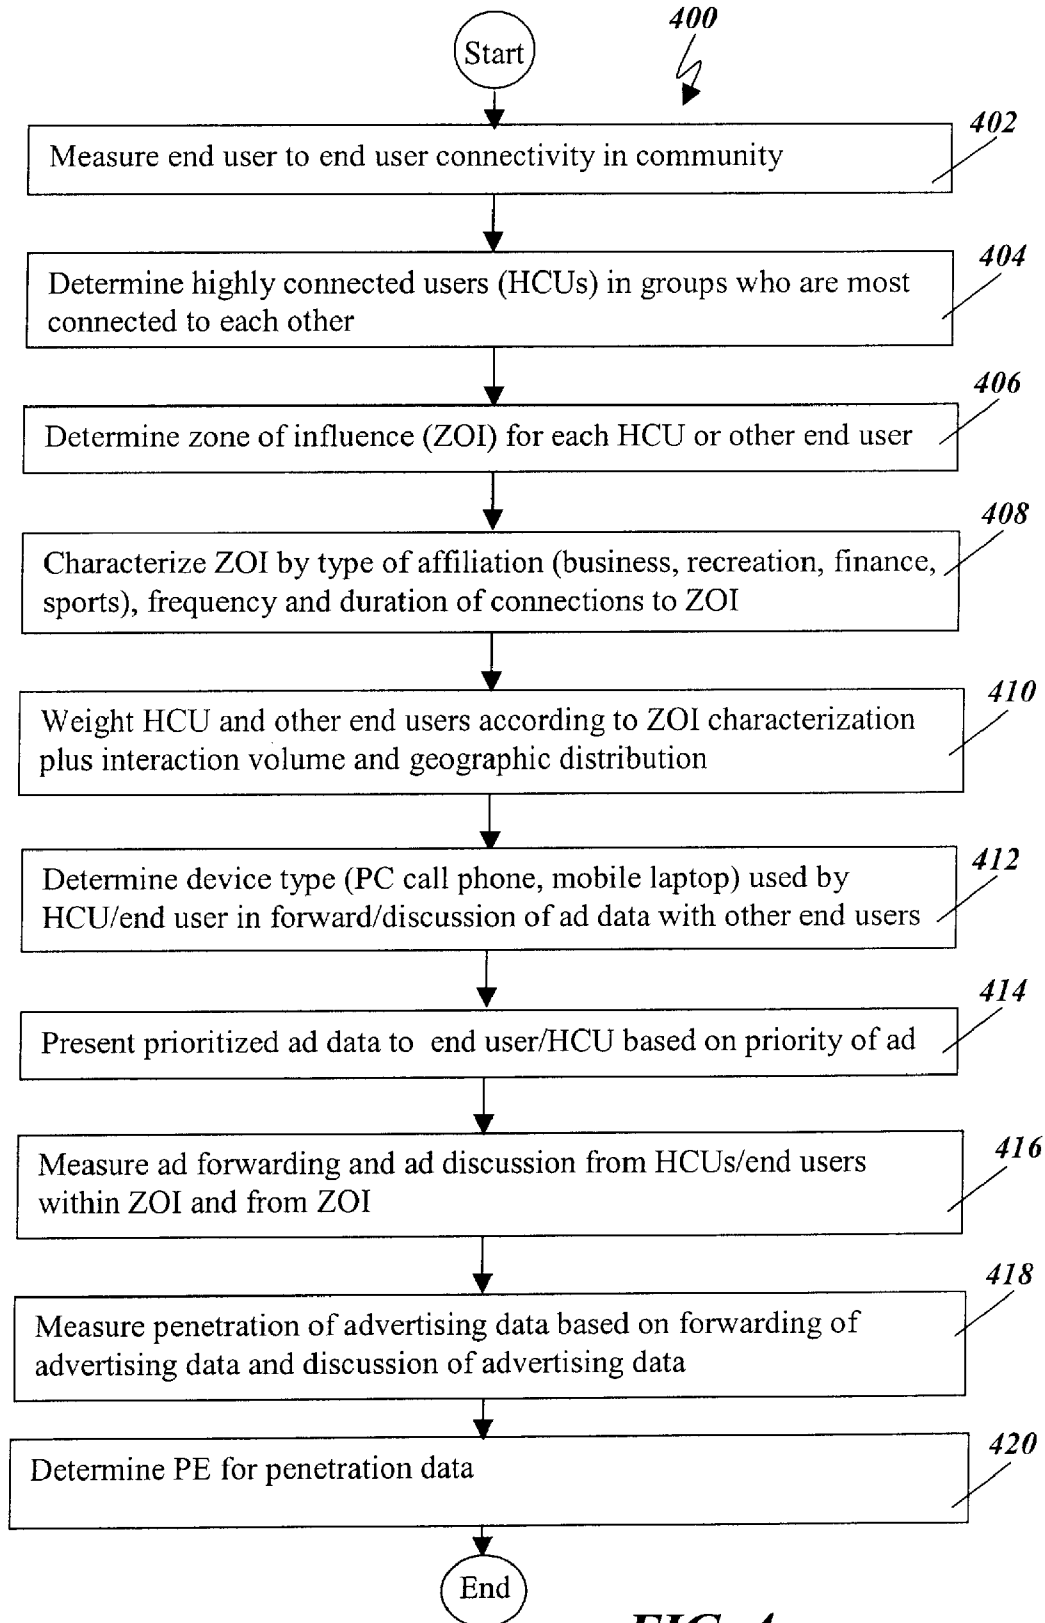 Start
400
402
Measure end user to end user connectivity in community
404
Determine highly connected users (HCUs) in groups who are most
connected to each other
406
Determine zone of influence (ZOI) for each HCU or other end user
408
Characterize ZOI by type of affiliation (business, recreation, finance,
sports), frequency and duration of connections to ZOI
410
Weight HCU and other end users according to ZOI characterization
plus interaction volume and geographic distribution
412
Determine device type (PC call phone, mobile laptop) used by
HCU/end user in forward/discussion of ad data with other end users
414
Present prioritized ad data to end user/HCU based on priority of ad
416
Measure ad forwarding and ad discussion from HCUs/end users
within ZOI and from ZOI
418
Measure penetration of advertising data based on forwarding of
advertising data and discussion of advertising data
420
Determine PE for penetration data
End
FIG. 4